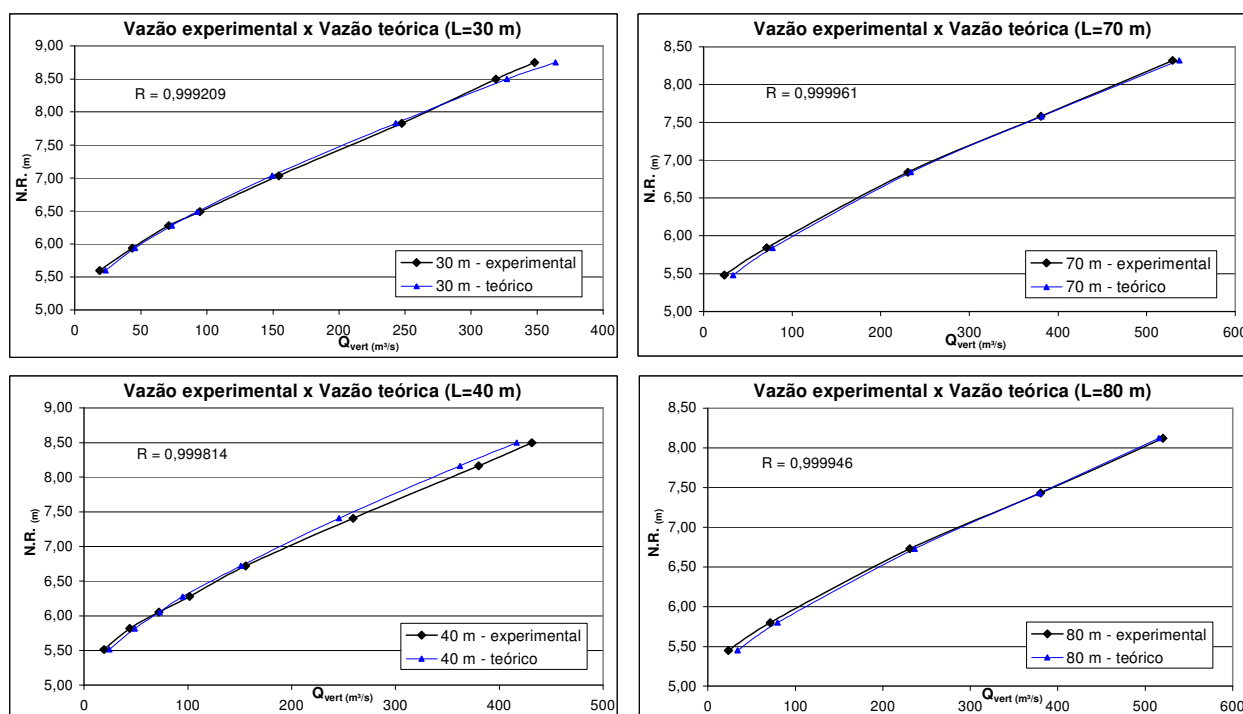 Vazão experimental x Vazão teórica (L=30 m)
9,00
8,50
8,00
7,50
7,00
6,50
6,00
5,50
5,00
N.R. (m)
R = 0,999209
30 m - experimental
30 m - teórico
0 50 100 150 200 250 300 350 400
Qvert (m³/s)
Vazão experimental x Vazão teórica (L=70 m)
8,50
8,00
7,50
7,00
6,50
6,00
5,50
5,00
N.R. (m)
R = 0,999961
70 m - experimental
70 m - teórico
0 100 200 300 400 500 600
Qvert (m³/s)
Vazão experimental x Vazão teórica (L=40 m)
9,00
8,50
8,00
7,50
7,00
6,50
6,00
5,50
5,00
N.R. (m)
R = 0,999814
40 m - experimental
40 m - teórico
0 100 200 300 400 500
Qvert (m³/s)
Vazão experimental x Vazão teórica (L=80 m)
8,50
8,00
7,50
7,00
6,50
6,00
5,50
5,00
N.R. (m)
R = 0,999946
80 m - experimental
80 m - teórico
0 100 200 300 400 500 600
Qvert (m³/s)